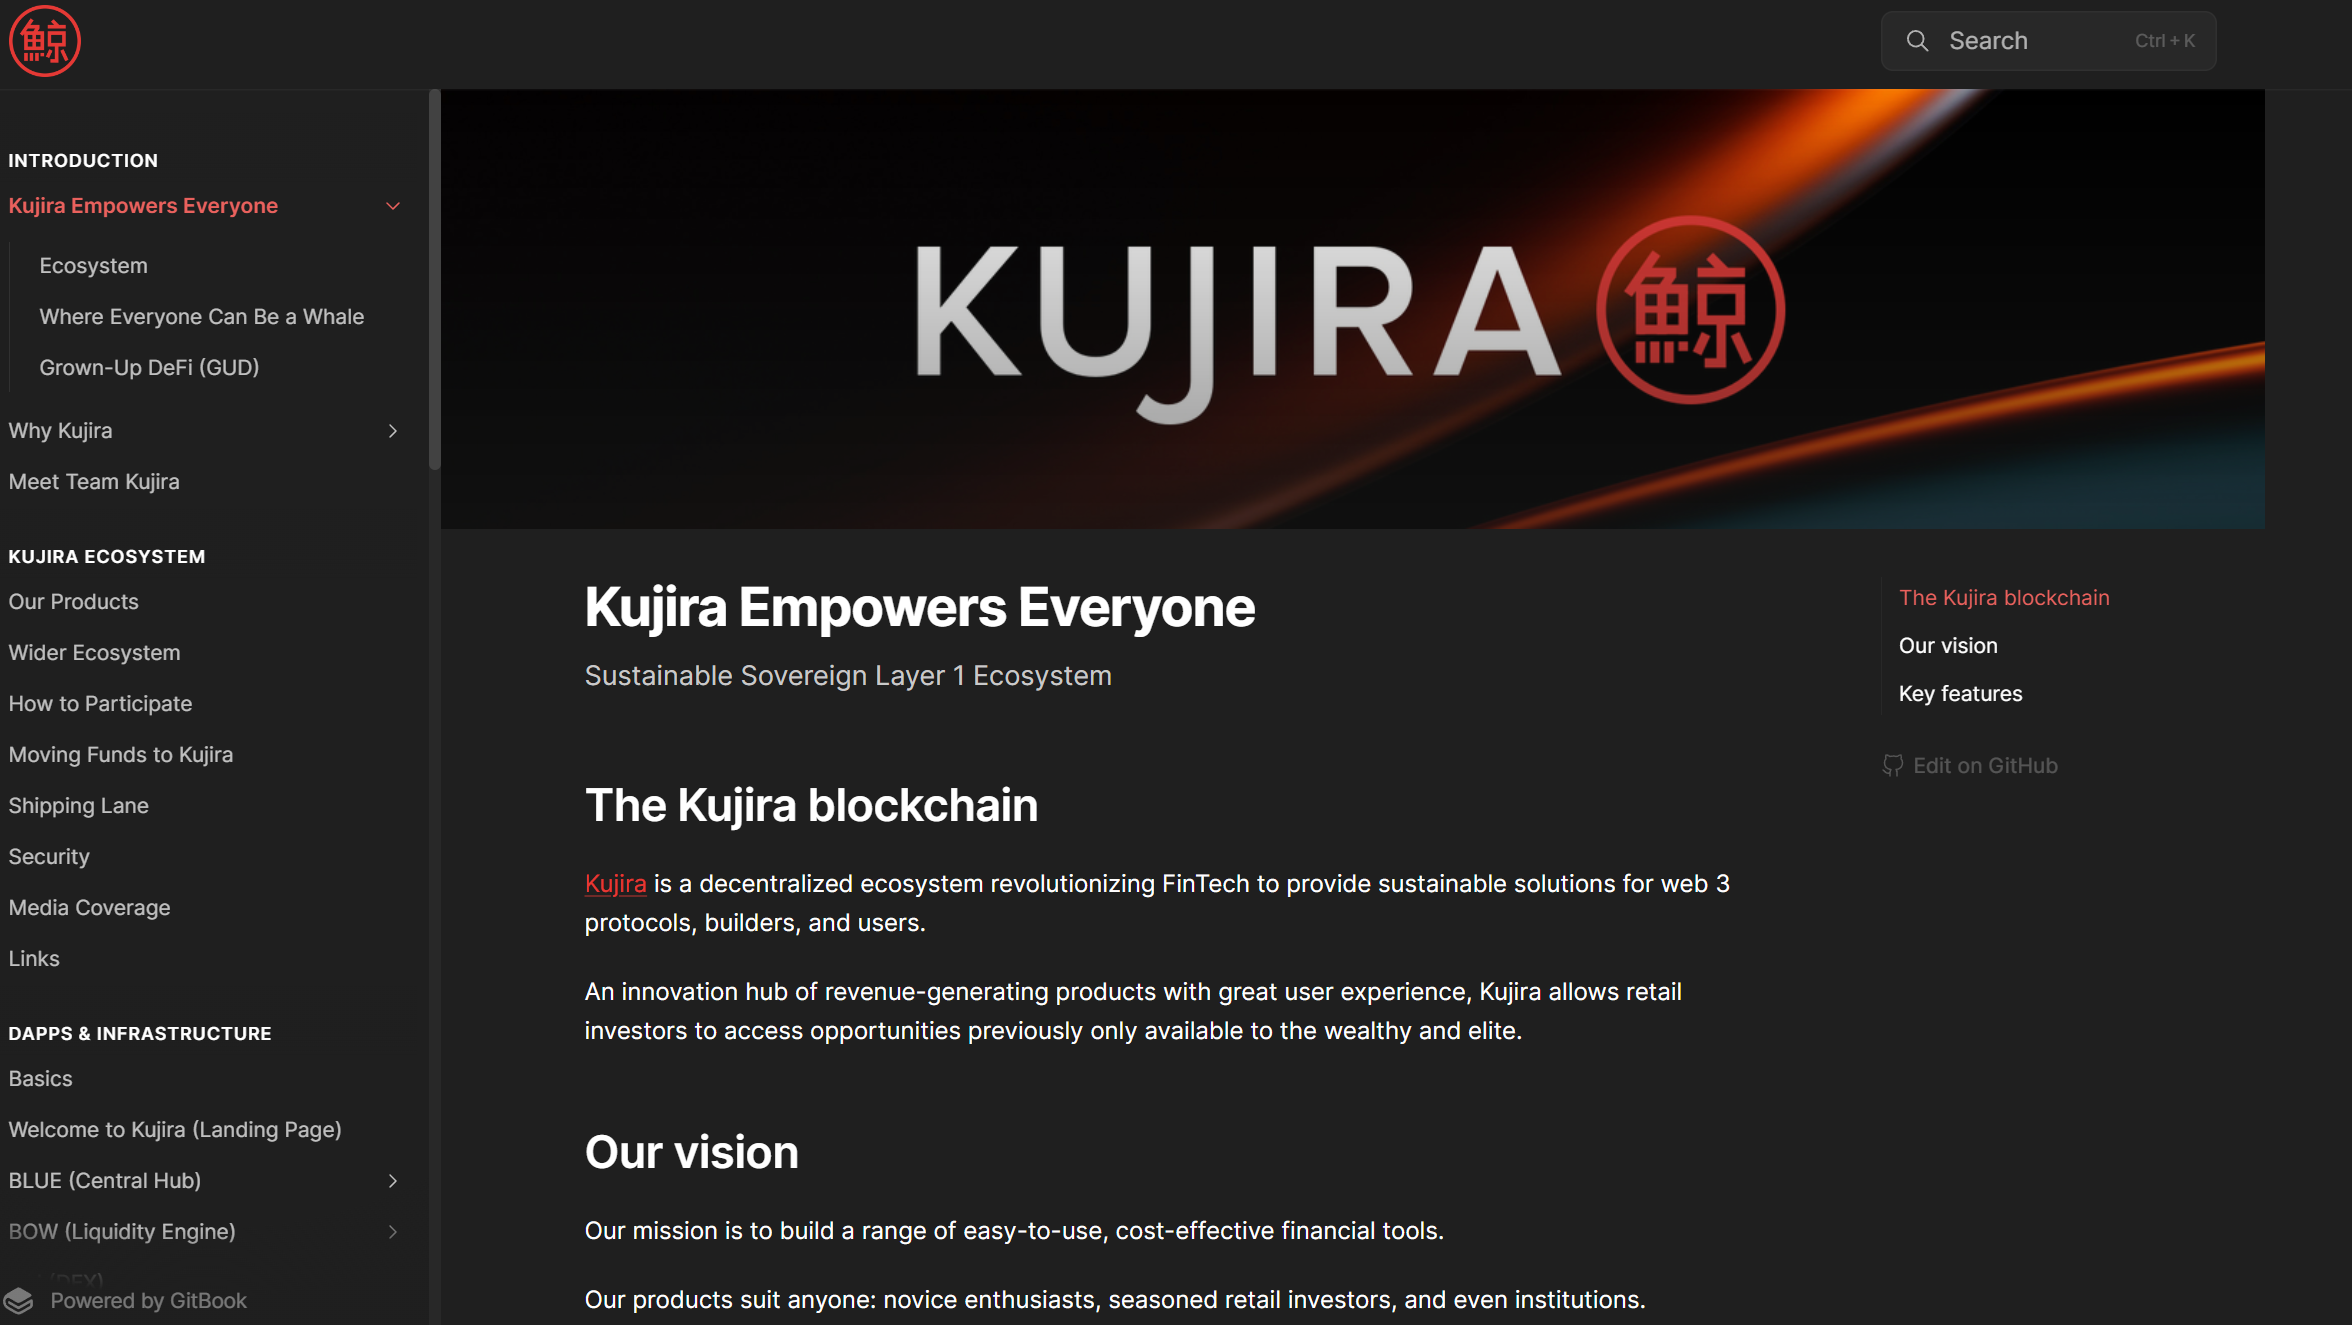 鯨
Search
Ctrl + K
INTRODUCTION
Kujira Empowers Everyone
Ecosystem
Where Everyone Can Be a Whale
Grown-Up DeFi (GUD)
Why Kujira
Meet Team Kujira
KUJIRA ECOSYSTEM
Our Products
Wider Ecosystem
How to Participate
Moving Funds to Kujira
Shipping Lane
Security
Media Coverage
Links
DAPPS & INFRASTRUCTURE
Basics
Welcome to Kujira (Landing Page)
BLUE (Central Hub)
BOW (Liquidity Engine)
(DEX)
Powered by GitBook
KUJIRA 鯨
Kujira Empowers Everyone
Sustainable Sovereign Layer 1 Ecosystem
The Kujira blockchain
Kujira is a decentralized ecosystem revolutionizing FinTech to provide sustainable solutions for web 3
protocols, builders, and users.
An innovation hub of revenue-generating products with great user experience, Kujira allows retail
investors to access opportunities previously only available to the wealthy and elite.
Our vision
Our mission is to build a range of easy-to-use, cost-effective financial tools.
Our products suit anyone: novice enthusiasts, seasoned retail investors, and even institutions.
The Kujira blockchain
Our vision
Key features
Edit on GitHub